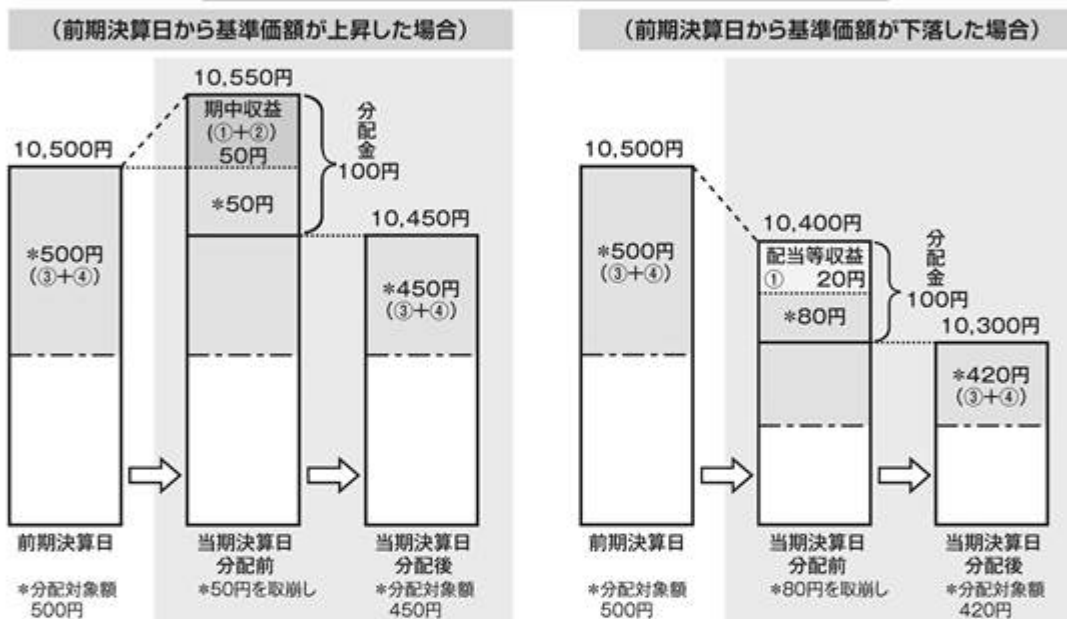 （前期決算日から基準価額が上昇した場合）
10,550円
期中収益
（①＋②）
50円
分配金
100円
10,500円
＊50円
10,450円
＊500円
（③＋④）
＊450円
（③＋④）
前期決算日
当期決算日
分配前
当期決算日
分配後
＊分配対象額
500円
＊50円を取崩し
＊分配対象額
450円
（前期決算日から基準価額が下落した場合）
10,500円
10,400円
配当等収益
① 20円
分配金
100円
＊80円
10,300円
＊500円
（③＋④）
＊420円
（③＋④）
前期決算日
当期決算日
分配前
当期決算日
分配後
＊分配対象額
500円
＊80円を取崩し
＊分配対象額
420円